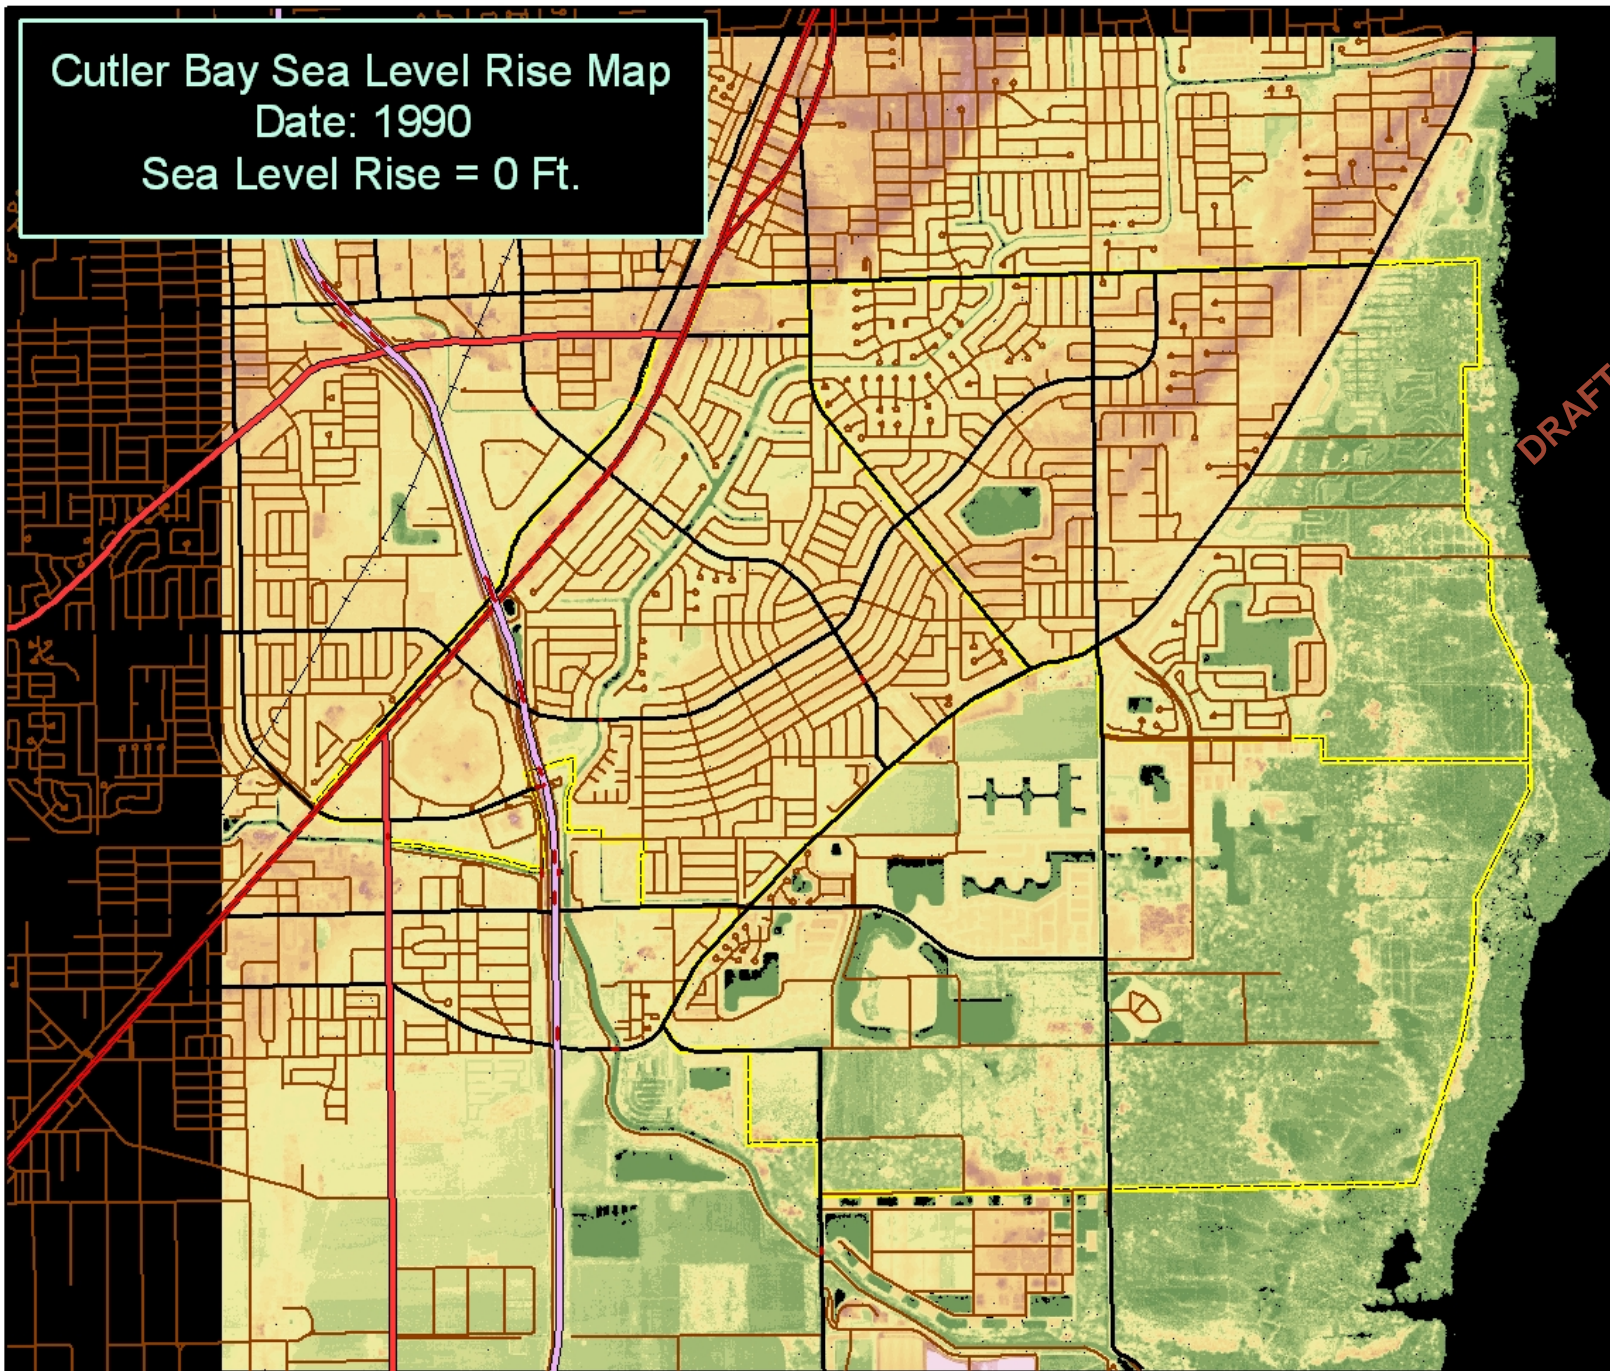 Cutler Bay Sea Level Rise Map
Date: 1990
Sea Level Rise = 0 Ft.
DRAFT